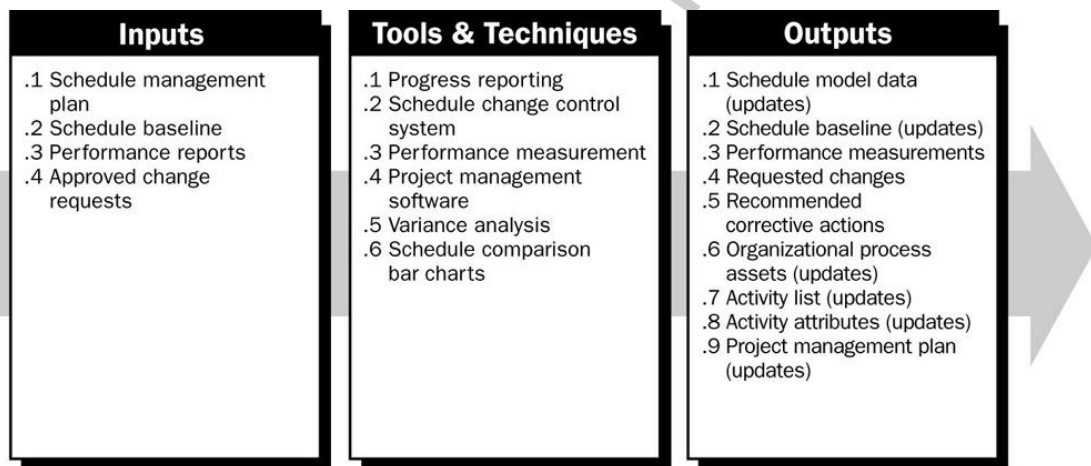 Inputs
.1 Schedule management
plan
.2 Schedule baseline
.3 Performance reports
.4 Approved change
requests
Tools & Techniques
.1 Progress reporting
.2 Schedule change control
system
.3 Performance measurement
.4 Project management
software
.5 Variance analysis
.6 Schedule comparison
bar charts
Outputs
.1 Schedule model data
(updates)
.2 Schedule baseline (updates)
.3 Performance measurements
.4 Requested changes
.5 Recommended
corrective actions
.6 Organizational process
assets (updates)
.7 Activity list (updates)
.8 Activity attributes (updates)
.9 Project management plan
(updates)